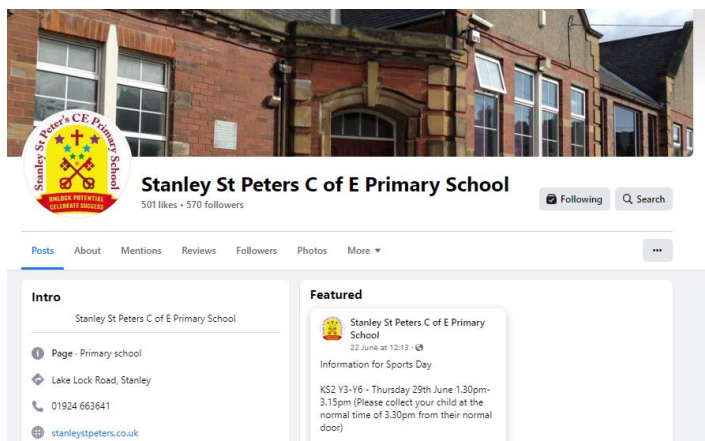 Stanley St Peter's CE Primary School
UNLOCK POTENTIAL
CELEBRATE SUCCESS
Stanley St Peters C of E Primary School
501 likes • 570 followers
Following
Search
Posts About Mentions Reviews Followers Photos More
Intro
Stanley St Peters C of E Primary School
Page · Primary school
Lake Lock Road, Stanley
01924 663641
stanleystpeters.co.uk
Featured
Stanley St Peters C of E Primary
School
22 June at 12:13 ·
Information for Sports Day
KS2 Y3-Y6 - Thursday 29th June 1.30pm-
3.15pm (Please collect your child at the
normal time of 3.30pm from their normal
door)